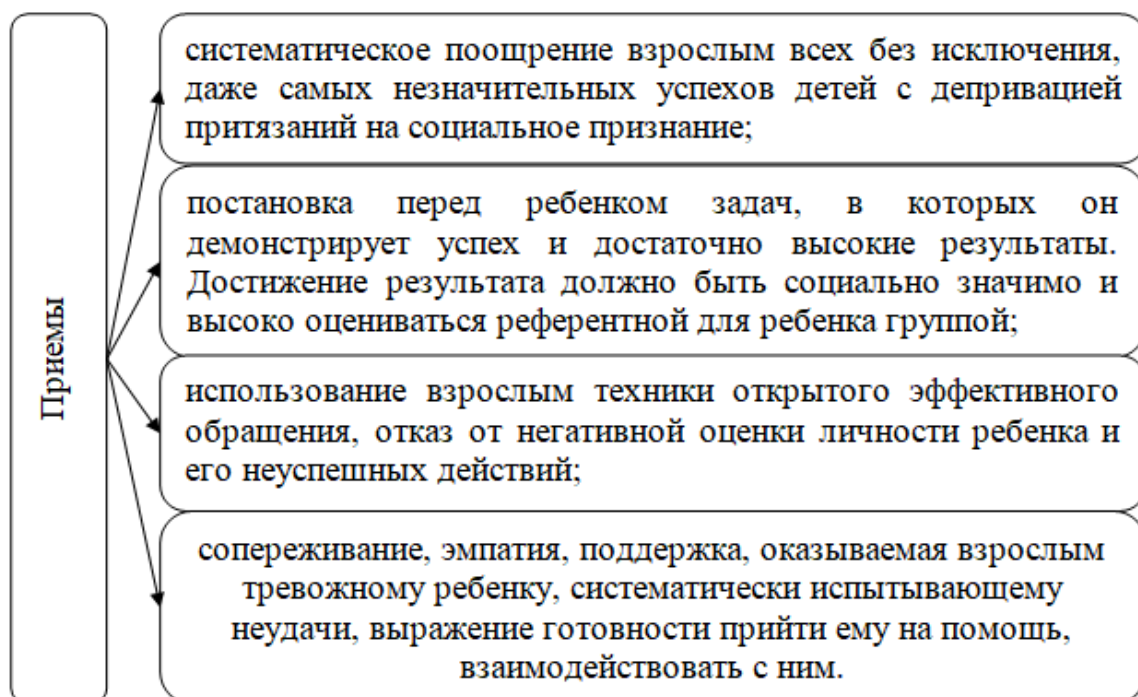 Приемы
систематическое поощрение взрослым всех без исключения,
даже самых незначительных успехов детей с депривацией
притязаний на социальное признание;
постановка перед ребенком задач, в которых он
демонстрирует успех и достаточно высокие результаты.
Достижение результата должно быть социально значимо и
высоко оцениваться референтной для ребенка группой;
использование взрослым техники открытого эффективного
обращения, отказ от негативной оценки личности ребенка и
его неуспешных действий;
сопереживание, эмпатия, поддержка, оказываемая взрослым
тревожному ребенку, систематически испытывающему
неудачи, выражение готовности прийти ему на помощь,
взаимодействовать с ним.